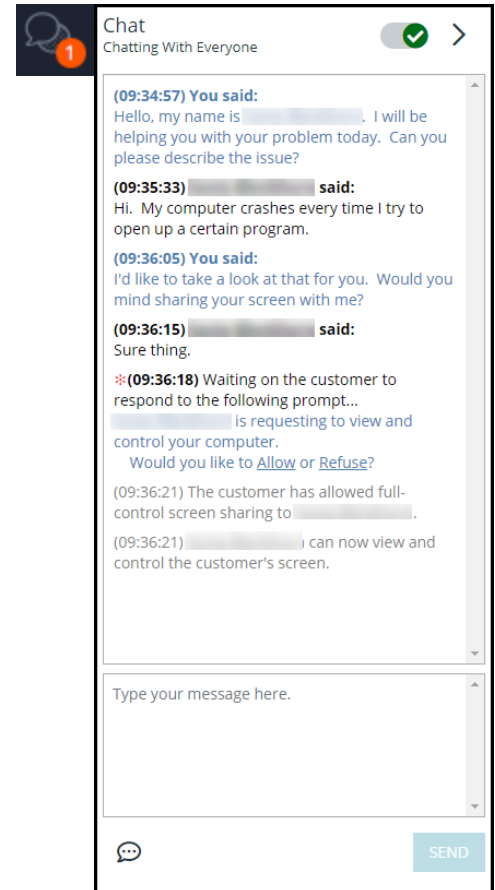 Chat
1
Chatting With Everyone
(09:34:57) You said:
Hello, my name is . I will be
helping you with your problem today. Can you
please describe the issue?
(09:35:33) said:
Hi. My computer crashes every time I try to
open up a certain program.
(09:36:05) You said:
I'd like to take a look at that for you. Would you
mind sharing your screen with me?
(09:36:15) said:
Sure thing.
*(09:36:18) Waiting on the customer to
respond to the following prompt...
is requesting to view and
control your computer.
Would you like to Allow or Refuse?
(09:36:21) The customer has allowed full-
control screen sharing to .
(09:36:21) can now view and
control the customer's screen.
Type your message here.
SEND